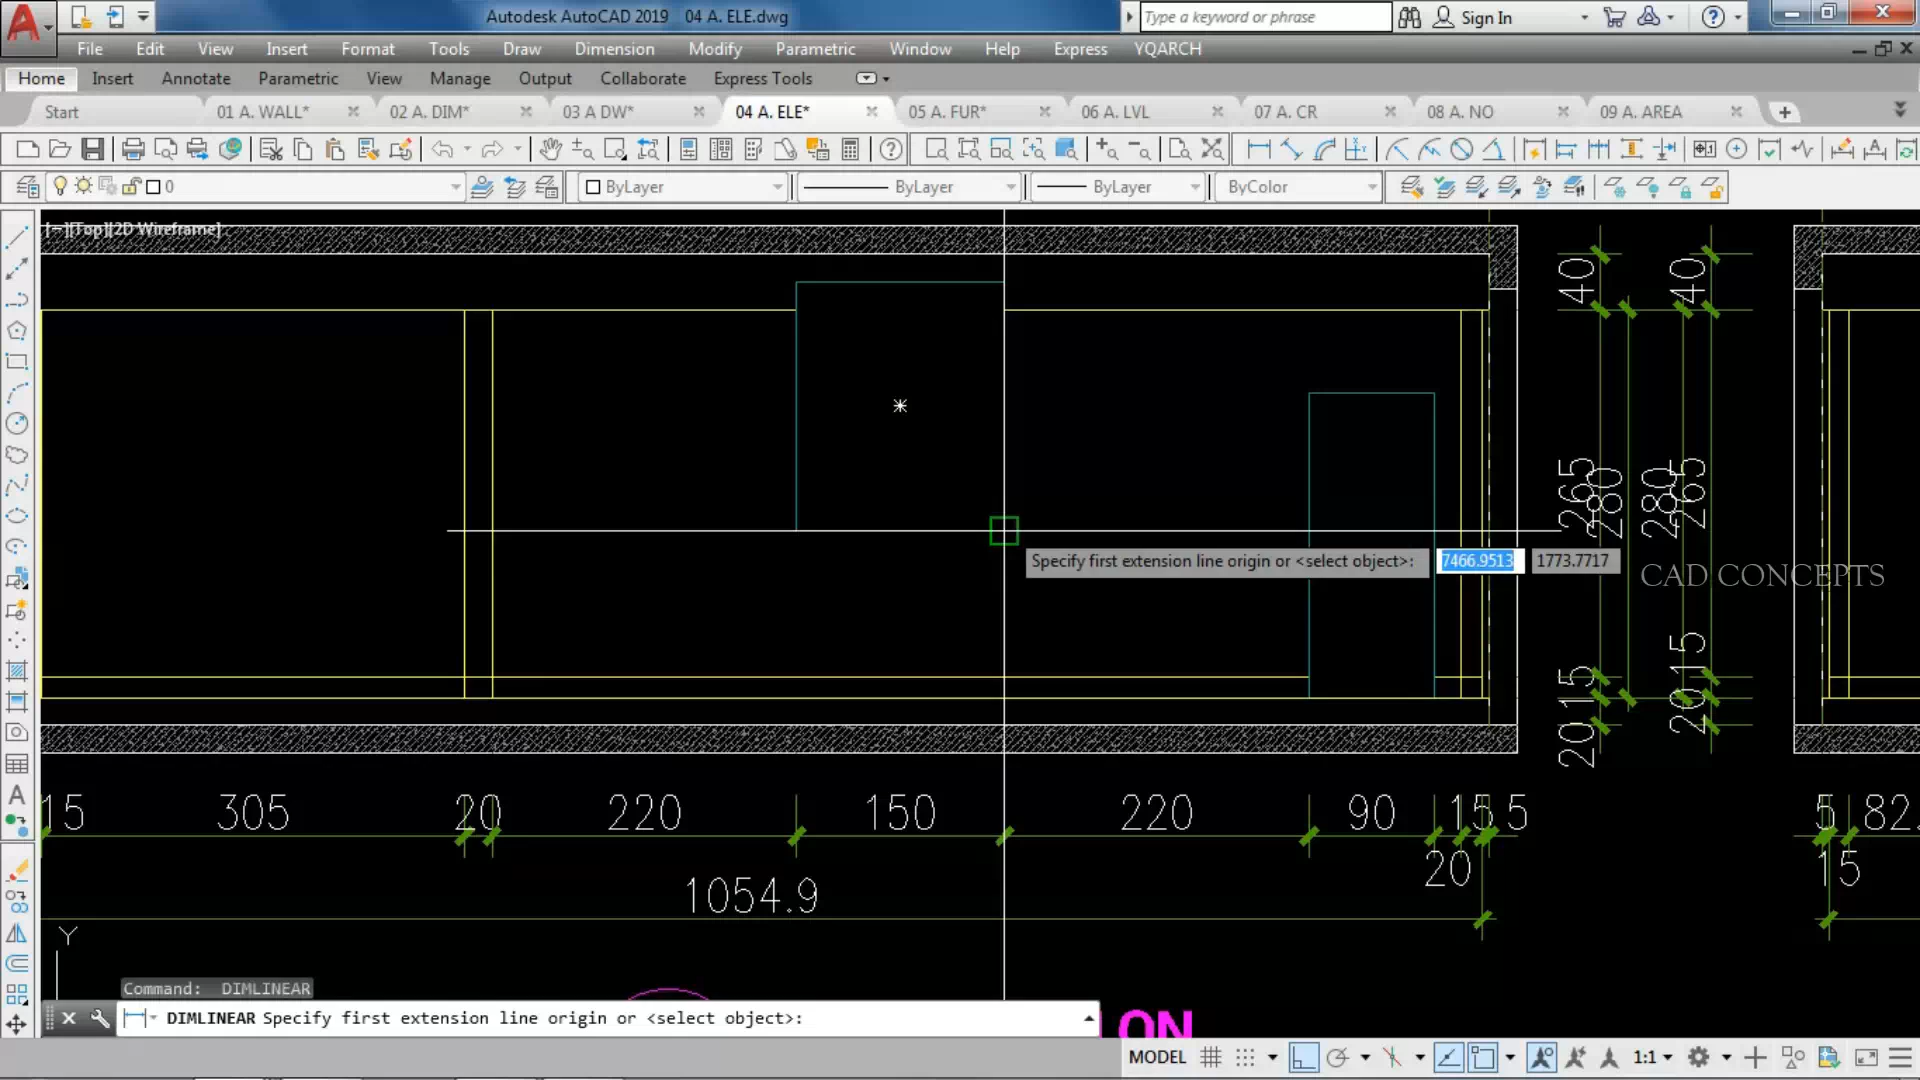 Autodesk AutoCAD 2019 04 A. ELE.dwg
Type a keyword or phrase
Sign In
File Edit View Insert Format Tools Draw Dimension Modify Parametric Window Help Express YQARCH
Home Insert Annotate Parametric View Manage Output Collaborate Express Tools
Start 01 A. WALL* 02 A. DIM* 03 A DW* 04 A. ELE* 05 A. FUR* 06 A. LVL 07 A. CR 08 A. NO 09 A. AREA
0 ByLayer ByLayer ByLayer ByColor
[−][Top][2D Wireframe]
40 40
265 280 280 265
Specify first extension line origin or <select object>: 7466.9513 1773.7717
CAD CONCEPTS
15 15
20 20 15
15 305 20 220 150 220 90 15 5 5 82.
20 15
1054.9
Y
Command: DIMLINEAR
DIMLINEAR Specify first extension line origin or <select object>:
ON
MODEL 1:1